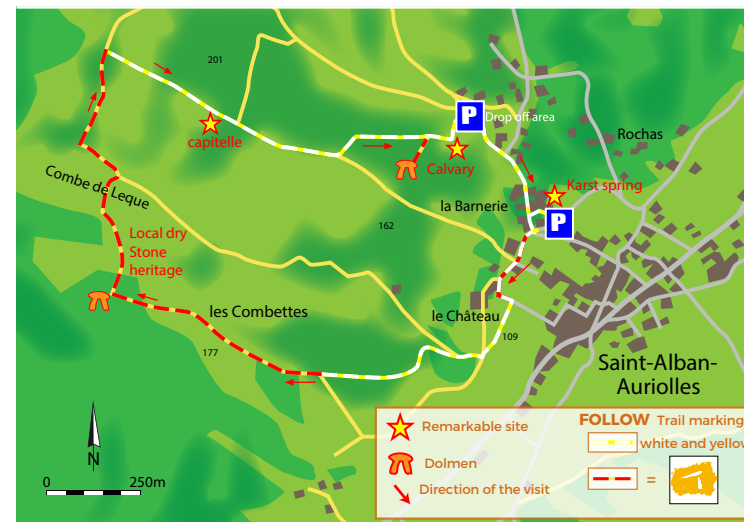 201
P
Drop off area
Rochas
capitelle
Calvary
Karst spring
Combe de Leque
la Barnerie
P
162
Local dry
Stone
heritage
les Combettes
le Château
109
177
Saint-Alban-
Auriolles
N
0 250m
Remarkable site
Dolmen
Direction of the visit
FOLLOW Trail marking
white and yellow
=